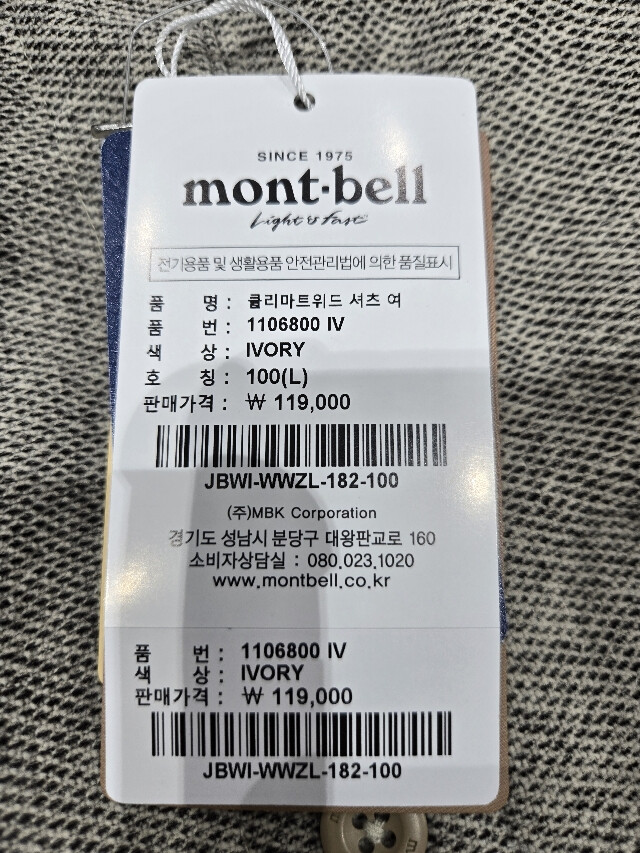 SINCE 1975
mont-bell
Light & Fast
전기용품 및 생활용품 안전관리법에 의한 품질표시
품 명 : 클리마트위드 셔츠 여
품 번 : 1106800 IV
색 상 : IVORY
호 칭 : 100(L)
판매가격 : ₩ 119,000
JBWI-WWZL-182-100
(주)MBK Corporation
경기도 성남시 분당구 대왕판교로 160
소비자상담실 : 080.023.1020
www.montbell.co.kr
품 번 : 1106800 IV
색 상 : IVORY
판매가격 : ₩ 119,000
JBWI-WWZL-182-100